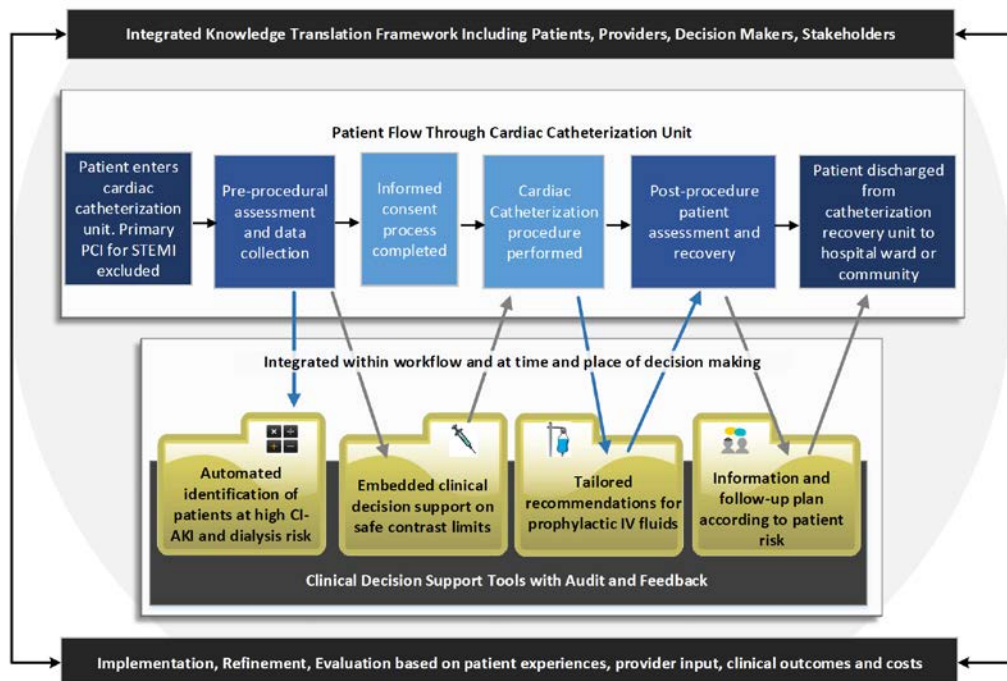 Integrated Knowledge Translation Framework Including Patients, Providers, Decision Makers, Stakeholders
Patient Flow Through Cardiac Catheterization Unit
Patient enters
cardiac
catheterization
unit. Primary
PCI for STEMI
excluded
Pre-procedural
assessment
and data
collection
Informed
consent
process
completed
Cardiac
Catheterization
procedure
performed
Post-procedure
patient
assessment and
recovery
Patient discharged
from
catheterization
recovery unit to
hospital ward or
community
Integrated within workflow and at time and place of decision making
Automated
identification of
patients at high CI-
AKI and dialysis risk
Embedded clinical
decision support on
safe contrast limits
Tailored
recommendations for
prophylactic IV fluids
Information and
follow-up plan
according to patient
risk
Clinical Decision Support Tools with Audit and Feedback
Implementation, Refinement, Evaluation based on patient experiences, provider input, clinical outcomes and costs